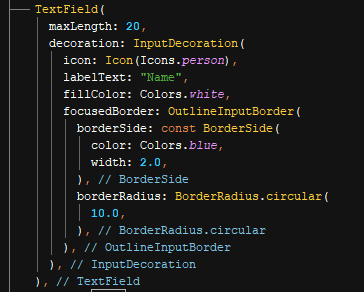 TextField(
maxLength: 20,
decoration: InputDecoration(
icon: Icon(Icons.person),
labelText: "Name",
fillColor: Colors.white,
focusedBorder: OutlineInputBorder(
borderSide: const BorderSide(
color: Colors.blue,
width: 2.0,
), // BorderSide
borderRadius: BorderRadius.circular(
10.0,
), // BorderRadius.circular
), // OutlineInputBorder
), // InputDecoration
), // TextField